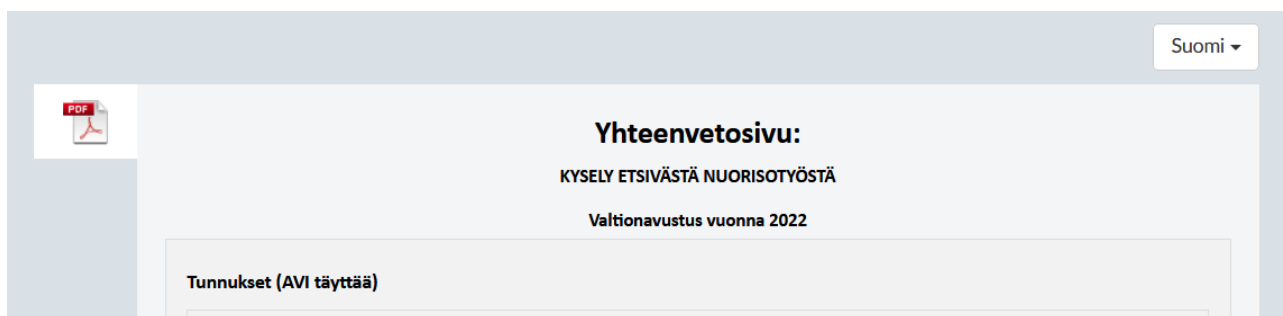 Suomi
PDF
Yhteenvetosivu:
KYSELY ETSIVÄSTÄ NUORISOTYÖSTÄ
Valtionavustus vuonna 2022
Tunnukset (AVI täyttää)